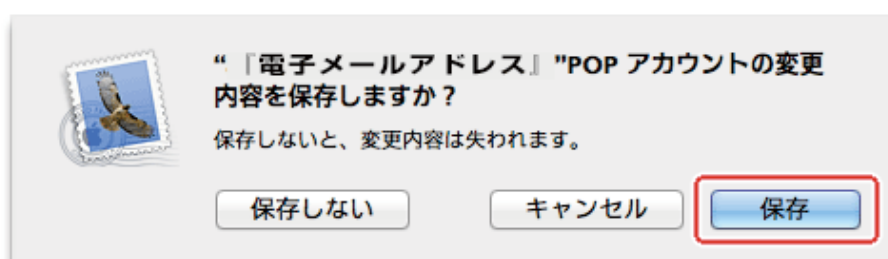 “『電子メールアドレス』”POP アカウントの変更
内容を保存しますか？
保存しないと、変更内容は失われます。
保存しない キャンセル 保存